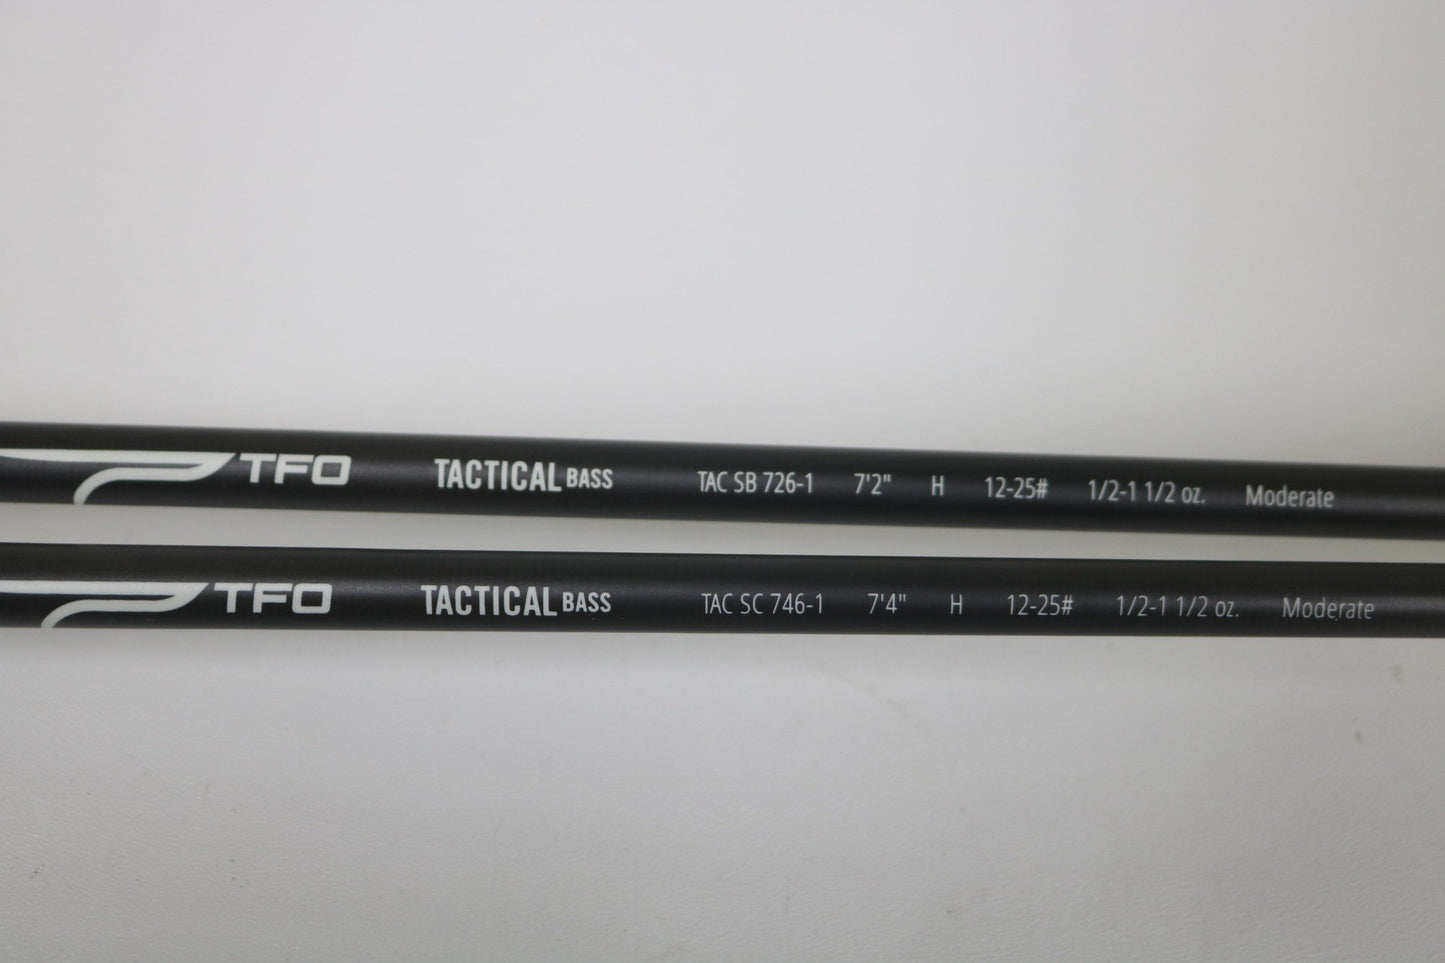 TFO TACTICAL BASS TAC SB 726-1 7'2" H 12-25# 1/2-1 1/2 oz. Moderate
TFO TACTICAL BASS TAC SC 746-1 7'4" H 12-25# 1/2-1 1/2 oz. Moderate